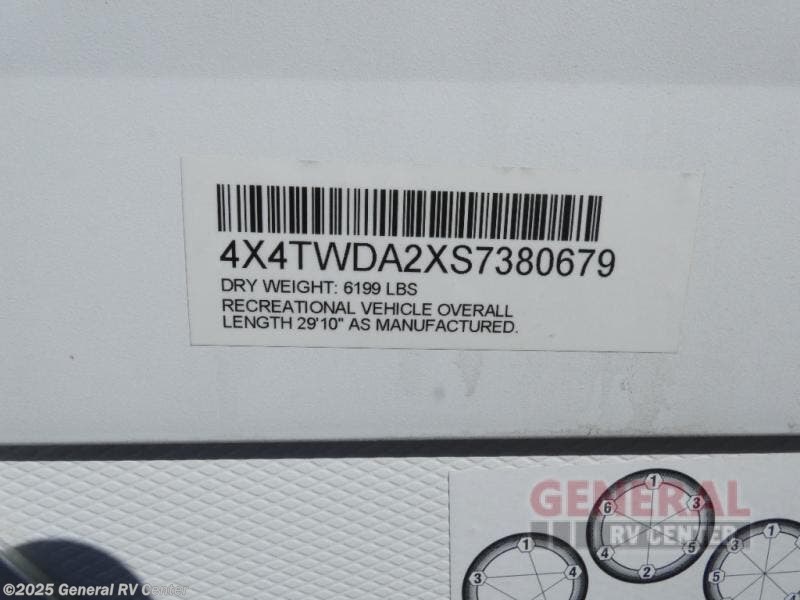 4X4TWDA2XS7380679
DRY WEIGHT: 6199 LBS
RECREATIONAL VEHICLE OVERALL
LENGTH 29'10" AS MANUFACTURED.
GENERAL
RV CENTER
1
6
3
4
5
2
1
3
4
1
3
©2025 General RV Center